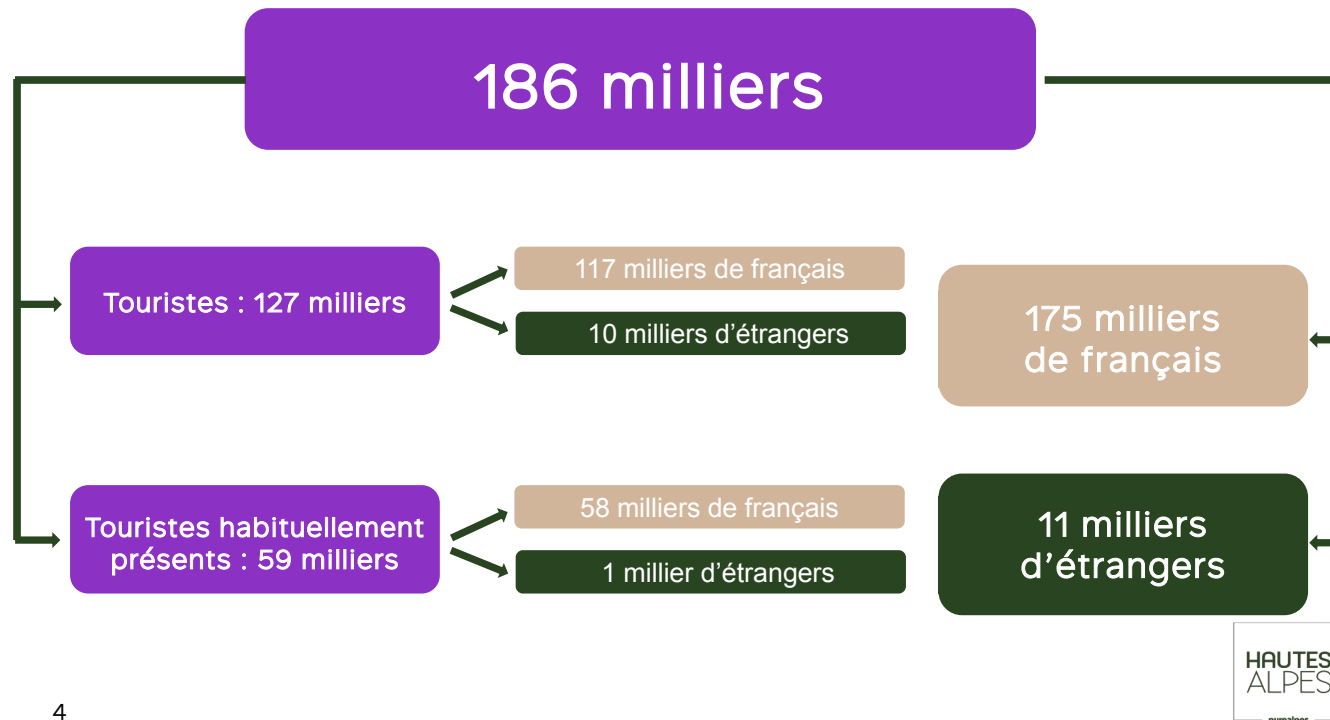 186 milliers
Touristes : 127 milliers
117 milliers de français
10 milliers d'étrangers
175 milliers
de français
Touristes habituellement
présents : 59 milliers
58 milliers de français
1 millier d'étrangers
11 milliers
d'étrangers
HAUTES
ALPES
4